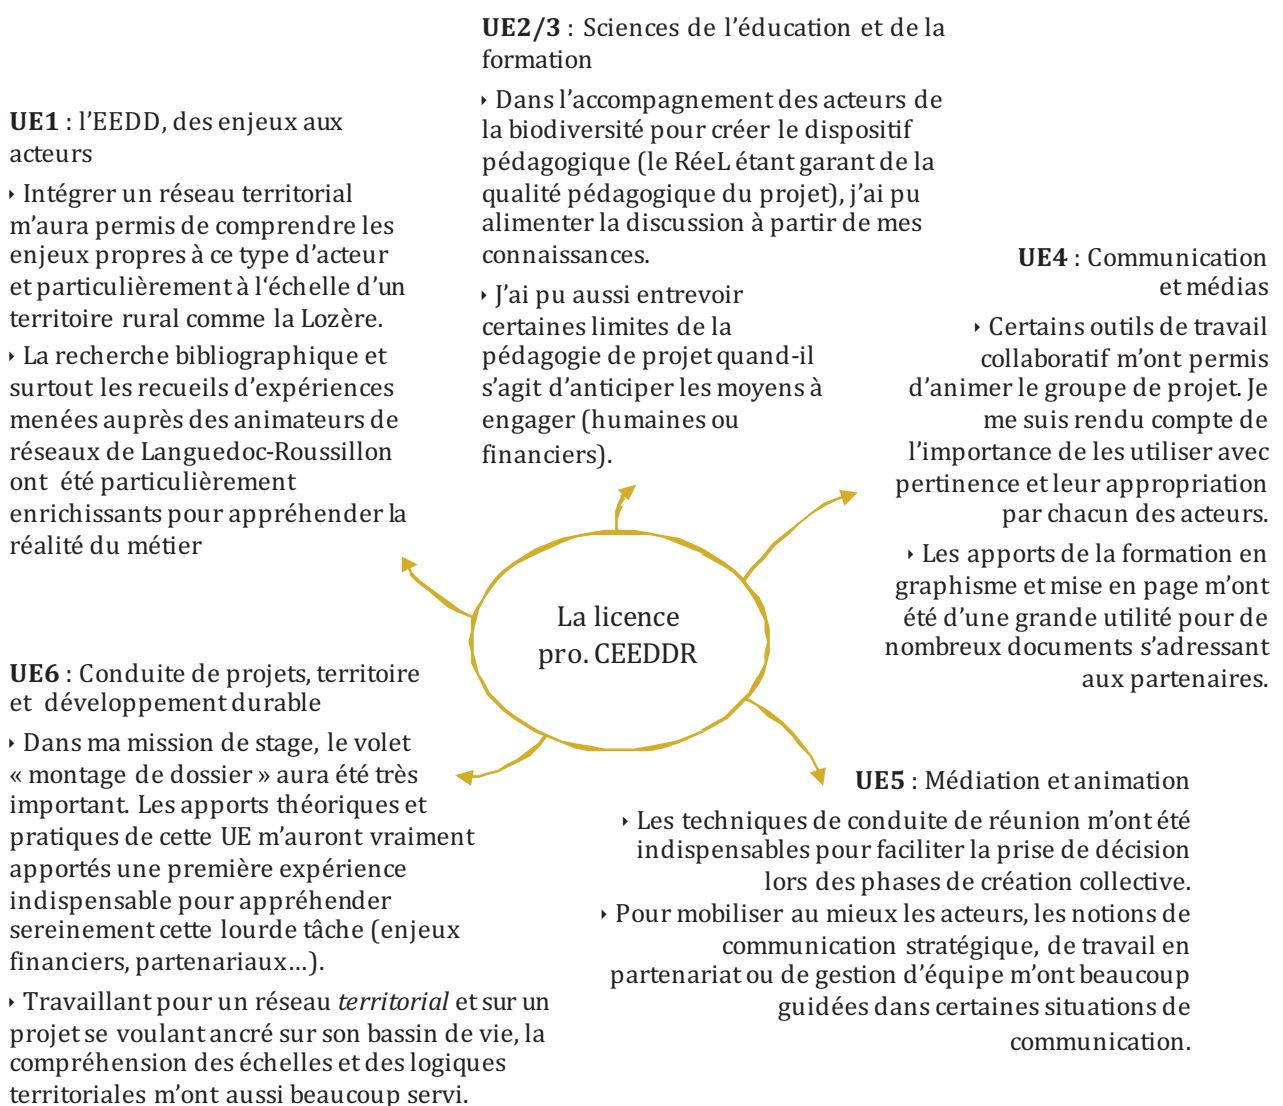 UE1 : l’EEDD, des enjeux aux
acteurs
‣ Intégrer un réseau territorial
m’aura permis de comprendre les
enjeux propres à ce type d’acteur
et particulièrement à l‘échelle d’un
territoire rural comme la Lozère.
‣ La recherche bibliographique et
surtout les recueils d’expériences
menées auprès des animateurs de
réseaux de Languedoc-Roussillon
ont été particulièrement
enrichissants pour appréhender la
réalité du métier
UE2/3 : Sciences de l’éducation et de la
formation
‣ Dans l’accompagnement des acteurs de
la biodiversité pour créer le dispositif
pédagogique (le RéeL étant garant de la
qualité pédagogique du projet), j’ai pu
alimenter la discussion à partir de mes
connaissances.
‣ J’ai pu aussi entrevoir
certaines limites de la
pédagogie de projet quand-il
s’agit d’anticiper les moyens à
engager (humaines ou
financiers).
UE4 : Communication
et médias
‣ Certains outils de travail
collaboratif m’ont permis
d’animer le groupe de projet. Je
me suis rendu compte de
l’importance de les utiliser avec
pertinence et leur appropriation
par chacun des acteurs.
‣ Les apports de la formation en
graphisme et mise en page m’ont
été d’une grande utilité pour de
nombreux documents s’adressant
aux partenaires.
La licence
pro. CEEDDR
UE6 : Conduite de projets, territoire
et développement durable
‣ Dans ma mission de stage, le volet
« montage de dossier » aura été très
important. Les apports théoriques et
pratiques de cette UE m’auront vraiment
apportés une première expérience
indispensable pour appréhender
sereinement cette lourde tâche (enjeux
financiers, partenariaux…).
‣ Travaillant pour un réseau territorial et sur un
projet se voulant ancré sur son bassin de vie, la
compréhension des échelles et des logiques
territoriales m’ont aussi beaucoup servi.
UE5 : Médiation et animation
‣ Les techniques de conduite de réunion m’ont été
indispensables pour faciliter la prise de décision
lors des phases de création collective.
‣ Pour mobiliser au mieux les acteurs, les notions de
communication stratégique, de travail en
partenariat ou de gestion d’équipe m’ont beaucoup
guidées dans certaines situations de
communication.